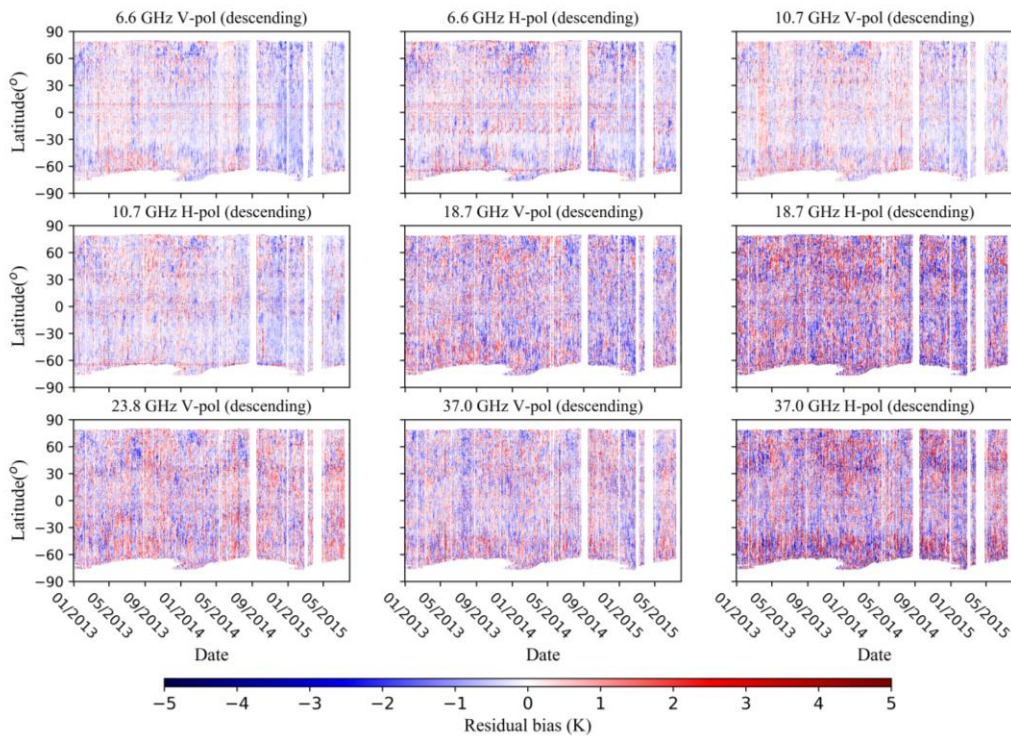 6.6 GHz V-pol (descending)
6.6 GHz H-pol (descending)
10.7 GHz V-pol (descending)
90
60
30
0
−30
−60
−90
Latitude(°)
10.7 GHz H-pol (descending)
18.7 GHz V-pol (descending)
18.7 GHz H-pol (descending)
90
60
30
0
−30
−60
−90
Latitude(°)
23.8 GHz V-pol (descending)
37.0 GHz V-pol (descending)
37.0 GHz H-pol (descending)
90
60
30
0
−30
−60
−90
Latitude(°)
01/2013 05/2013 09/2013 01/2014 05/2014 09/2014 01/2015 05/2015
01/2013 05/2013 09/2013 01/2014 05/2014 09/2014 01/2015 05/2015
01/2013 05/2013 09/2013 01/2014 05/2014 09/2014 01/2015 05/2015
Date
Date
Date
−5 −4 −3 −2 −1 0 1 2 3 4 5
Residual bias (K)